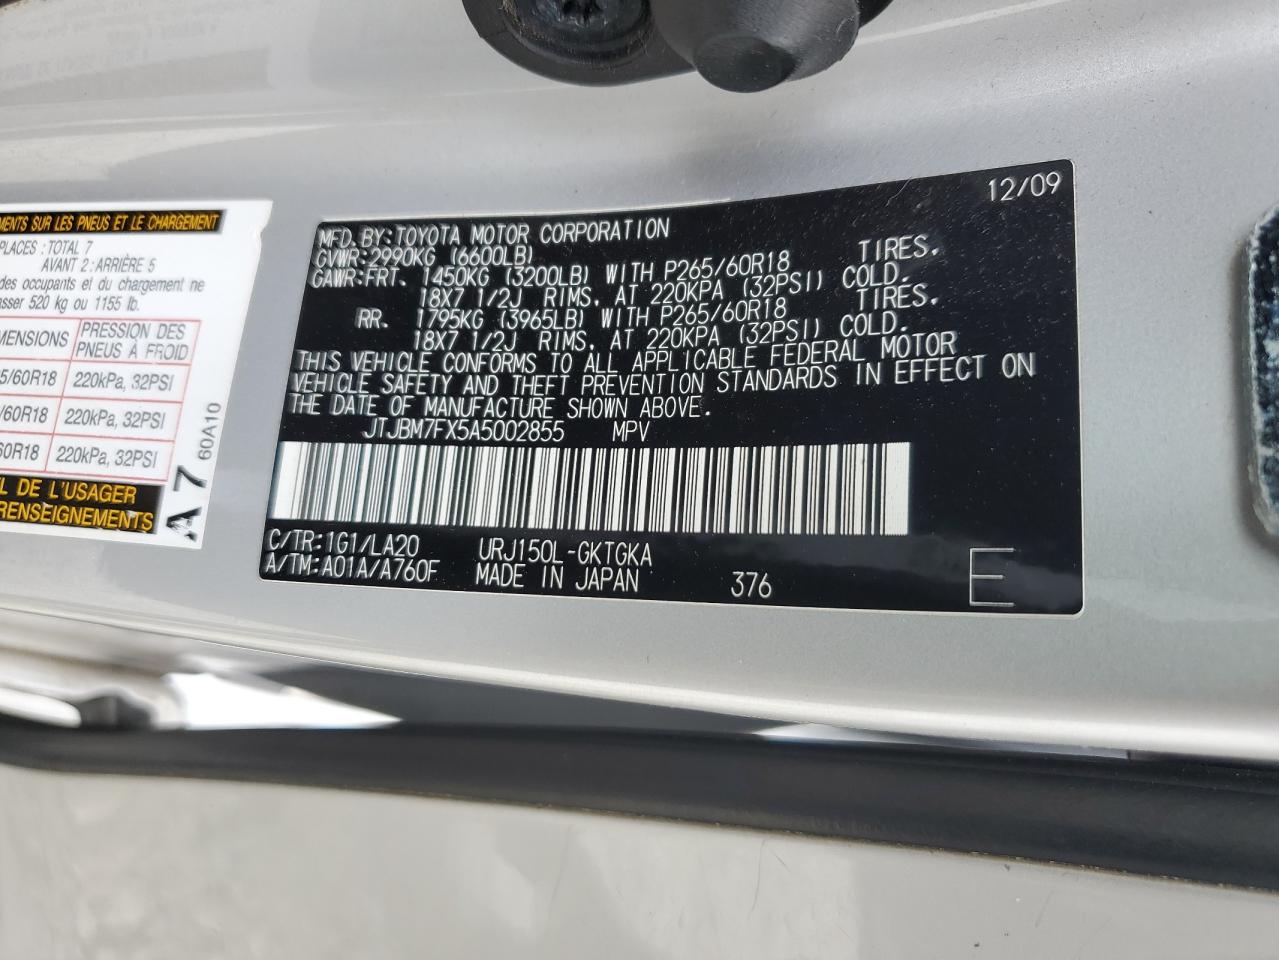 MENTS SUR LES PNEUS ET LE CHARGEMENT
PLACES : TOTAL 7
AVANT 2 : ARRIÈRE 5
des occupants et du chargement ne
asser 520 kg ou 1155 lb.
MENSIONS PRESSION DES PNEUS À FROID
5/60R18 220kPa, 32PSI
/60R18 220kPa, 32PSI
60R18 220kPa, 32PSI
L DE L'USAGER
RENSEIGNEMENTS
A 7
60A10
12/09
MFD. BY: TOYOTA MOTOR CORPORATION
GVWR: 2990KG (6600LB)
GAWR: FRT. 1450KG (3200LB) WITH P265/60R18 TIRES.
18X7 1/2J RIMS. AT 220KPA (32PSI) COLD.
RR. 1795KG (3965LB) WITH P265/60R18 TIRES.
18X7 1/2J RIMS. AT 220KPA (32PSI) COLD.
THIS VEHICLE CONFORMS TO ALL APPLICABLE FEDERAL MOTOR
VEHICLE SAFETY AND THEFT PREVENTION STANDARDS IN EFFECT ON
THE DATE OF MANUFACTURE SHOWN ABOVE.
JTJBM7FX5A5002855 MPV
C/TR: 1G1/LA20 URJ150L-GKTGKA
A/TM: A01A/A760F MADE IN JAPAN 376 E